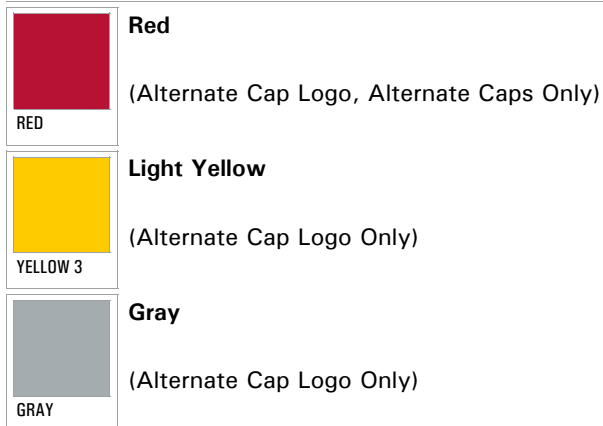 Red
(Alternate Cap Logo, Alternate Caps Only)
RED
Light Yellow
(Alternate Cap Logo Only)
YELLOW 3
Gray
(Alternate Cap Logo Only)
GRAY